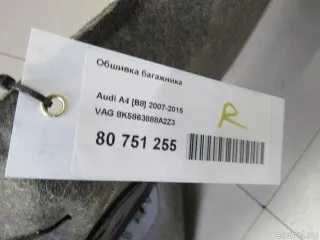 Обшивка багажника
Audi A4 [B8] 2007-2015
VAG 8K5863888A2Z3
R
80 751 255